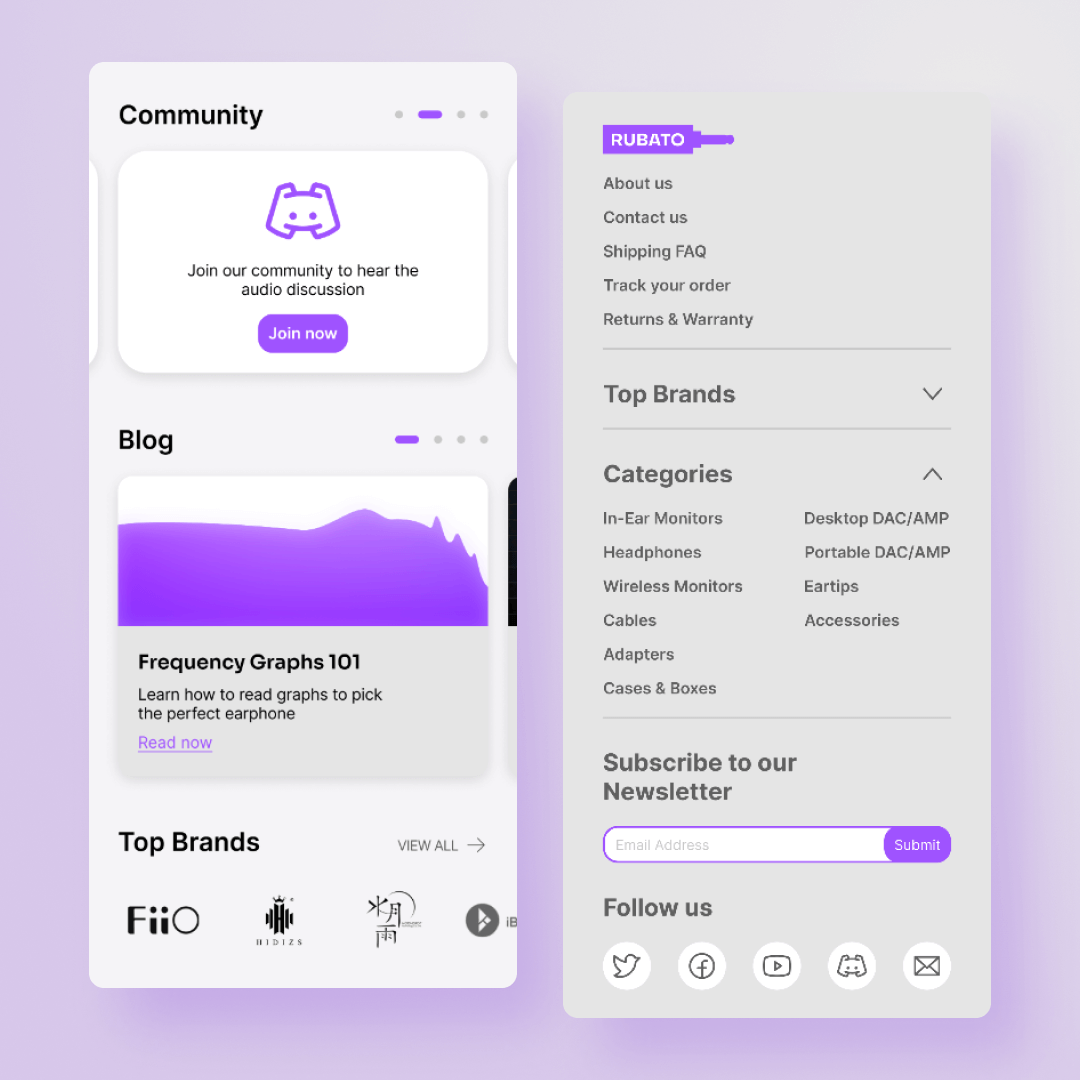 Community
Join our community to hear the
audio discussion
Join now
Blog
Frequency Graphs 101
Learn how to read graphs to pick
the perfect earphone
Read now
Top Brands
VIEW ALL
FiiO
HIDIZS
水月雨
iB
RUBATO
About us
Contact us
Shipping FAQ
Track your order
Returns & Warranty
Top Brands
Categories
In-Ear Monitors
Desktop DAC/AMP
Headphones
Portable DAC/AMP
Wireless Monitors
Eartips
Cables
Accessories
Adapters
Cases & Boxes
Subscribe to our
Newsletter
Email Address
Submit
Follow us